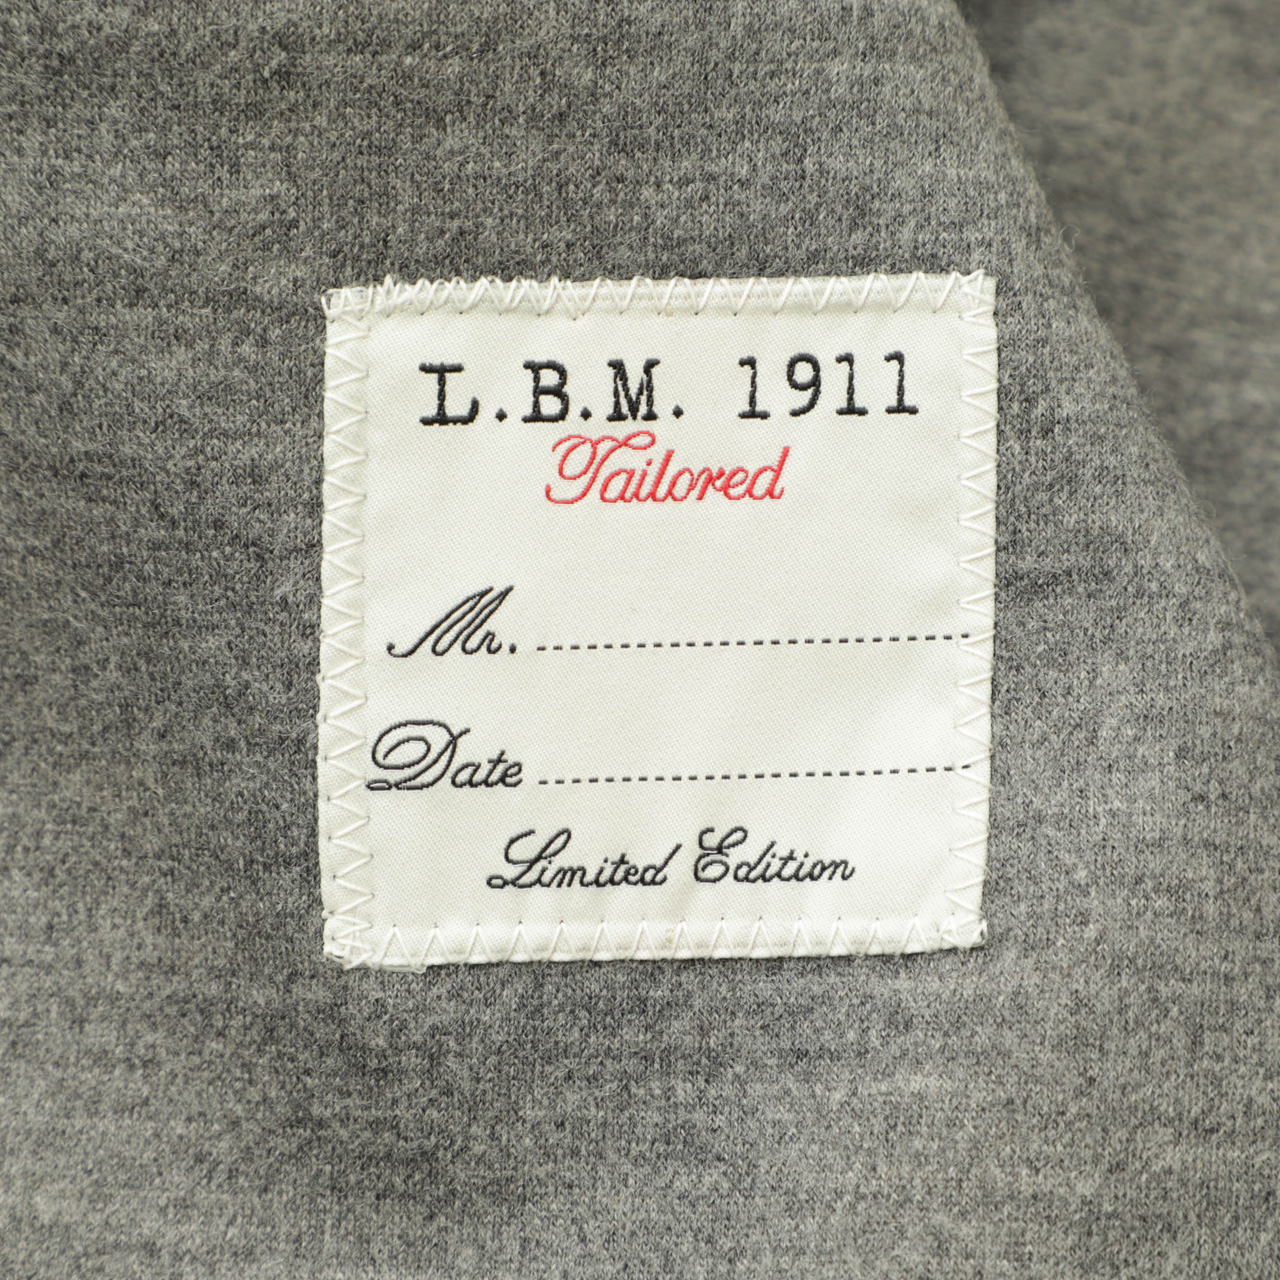 L.B.M. 1911
Tailored
Mr.
Date
Limited Edition